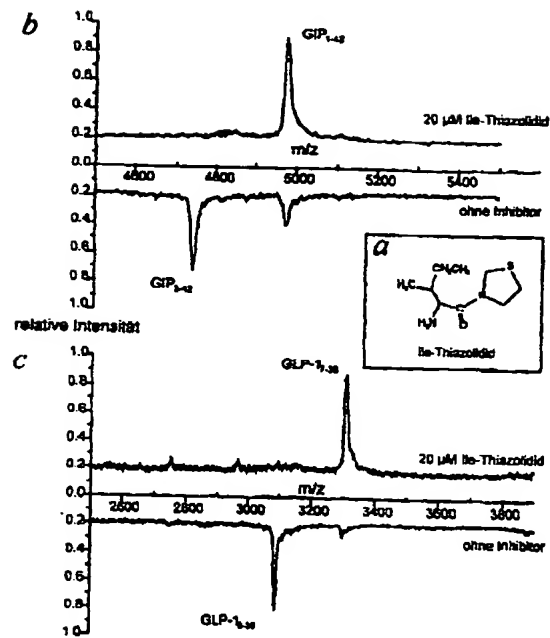 b
1.0
0.8
0.6
0.4
0.2
0.0
0.2
0.4
0.6
0.8
1.0
GIP1-42
20 µM Ile-Thiazolidid
m/z
4600 4800 5000 5200 5400
ohne Inhibitor
GIP3-42
relative Intensität
a
CH2CH3
H3C
H2N
C
N
S
O
Ile-Thiazolidid
c
1.0
0.8
0.6
0.4
0.2
0.0
0.2
0.4
0.6
0.8
1.0
GLP-17-36
20 µM Ile-Thiazolidid
m/z
2600 2800 3000 3200 3400 3600 3800
ohne Inhibitor
GLP-19-36